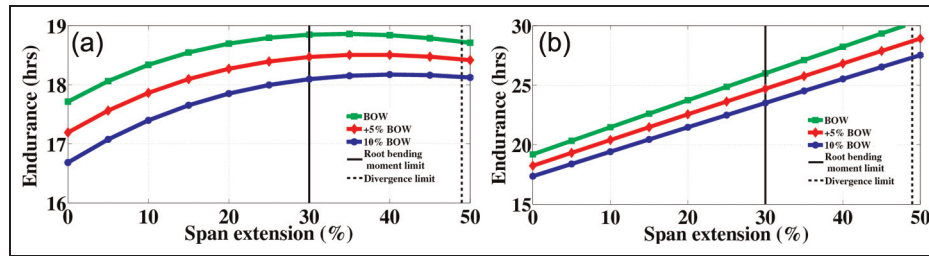 (a)
Endurance (hrs)
19
18
17
16
BOW
+5% BOW
10% BOW
Root bending
moment limit
Divergence limit
0 10 20 30 40 50
Span extension (%)
(b)
Endurance (hrs)
30
25
20
15
BOW
+5% BOW
10% BOW
Root bending
moment limit
Divergence limit
0 10 20 30 40 50
Span extension (%)